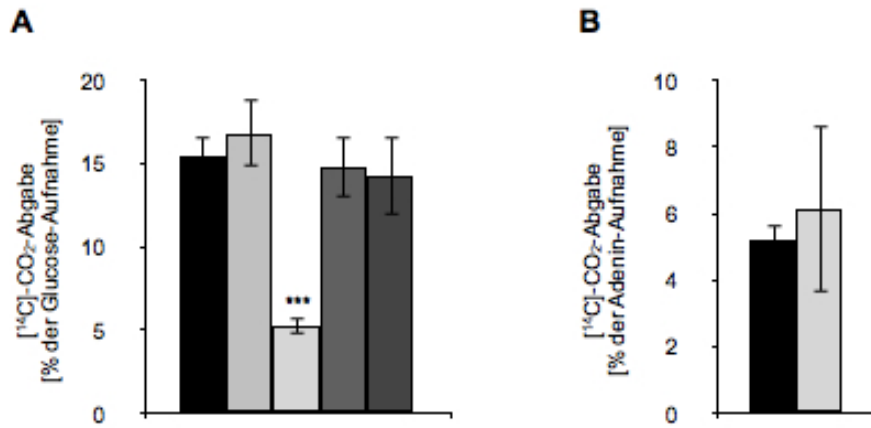 A
B
[¹⁴C]-CO₂-Abgabe
[% der Glucose-Aufnahme]
20
15
10
5
0
***
[¹⁴C]-CO₂-Abgabe
[% der Adenin-Aufnahme]
10
8
6
4
2
0